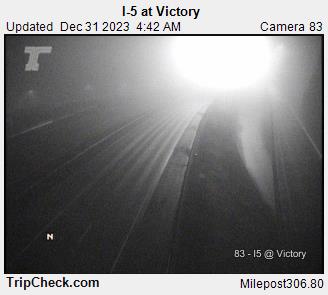 I-5 at Victory
Updated Dec 31 2023 4:42 AM Camera 83
T
N
83 - I5 @ Victory
TripCheck.com Milepost306.80